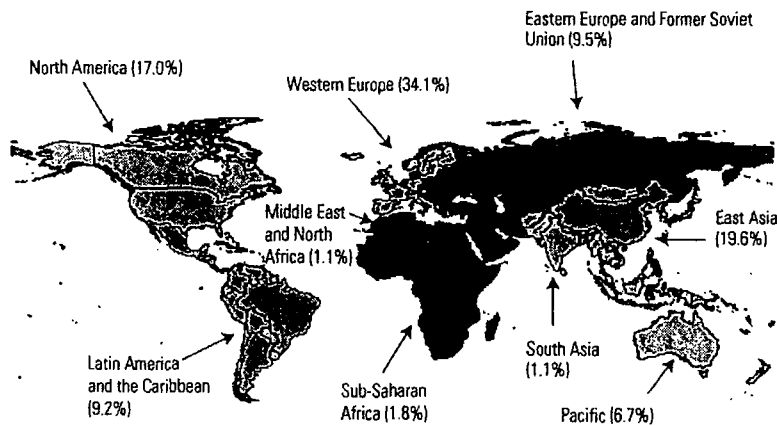 Eastern Europe and Former Soviet
Union (9.5%)
North America (17.0%)
Western Europe (34.1%)
Middle East
and North
Africa (1.1%)
East Asia
(19.6%)
Latin America
and the Caribbean
(9.2%)
Sub-Saharan
Africa (1.8%)
South Asia
(1.1%)
Pacific (6.7%)